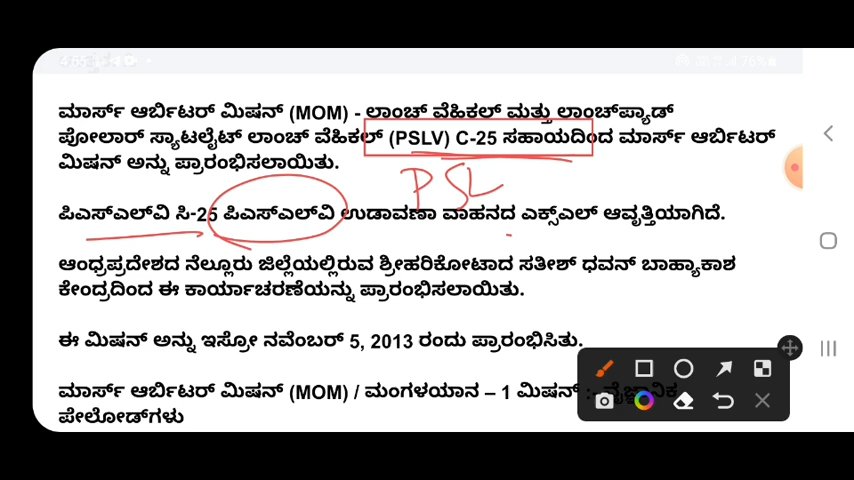 ಮಾರ್ಸ್ ಆರ್ಬಿಟರ್ ಮಿಷನ್ (MOM) - ಲಾಂಚ್ ವೆಹಿಕಲ್ ಮತ್ತು ಲಾಂಚ್‌ಪ್ಯಾಡ್
ಪೋಲಾರ್ ಸ್ಯಾಟಲೈಟ್ ಲಾಂಚ್ ವೆಹಿಕಲ್ (PSLV) C-25 ಸಹಾಯದಿಂದ ಮಾರ್ಸ್ ಆರ್ಬಿಟರ್
ಮಿಷನ್ ಅನ್ನು ಪ್ರಾರಂಭಿಸಲಾಯಿತು.
PSL
ಪಿಎಸ್ಎಲ್‌ವಿ ಸಿ-25 ಪಿಎಸ್ಎಲ್‌ವಿ ಉಡಾವಣಾ ವಾಹನದ ಎಕ್ಸ್ಎಲ್ ಆವೃತ್ತಿಯಾಗಿದೆ.
ಆಂಧ್ರಪ್ರದೇಶದ ನೆಲ್ಲೂರು ಜಿಲ್ಲೆಯಲ್ಲಿರುವ ಶ್ರೀಹರಿಕೋಟಾದ ಸತೀಶ್ ಧವನ್ ಬಾಹ್ಯಾಕಾಶ
ಕೇಂದ್ರದಿಂದ ಈ ಕಾರ್ಯಾಚರಣೆಯನ್ನು ಪ್ರಾರಂಭಿಸಲಾಯಿತು.
ಈ ಮಿಷನ್ ಅನ್ನು ಇಸ್ರೋ ನವೆಂಬರ್ 5, 2013 ರಂದು ಪ್ರಾರಂಭಿಸಿತು.
ಮಾರ್ಸ್ ಆರ್ಬಿಟರ್ ಮಿಷನ್ (MOM) / ಮಂಗಳಯಾನ – 1 ಮಿಷನ್ :- ವೈಜ್ಞಾನಿಕ
ಪೇಲೋಡ್‌ಗಳು